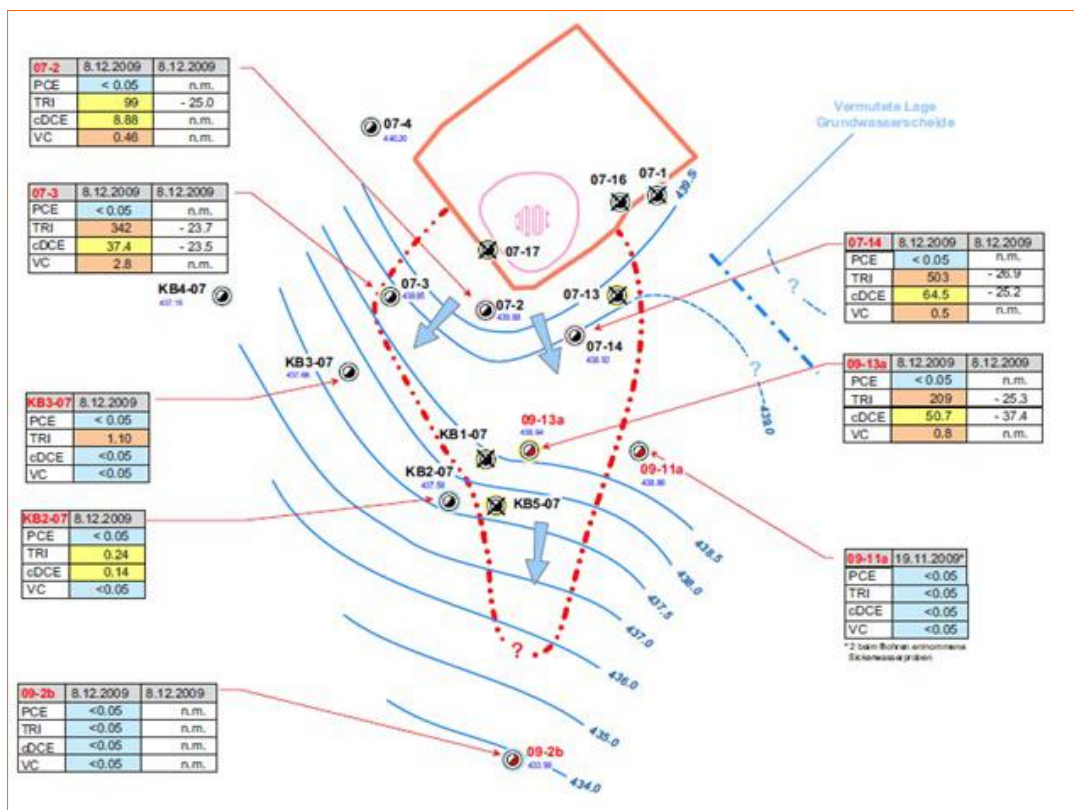 07-2 8.12.2009 8.12.2009
PCE < 0.05 n.m.
TRI 99 - 25.0
cDCE 8.88 n.m.
VC 0.46 n.m.
07-3 8.12.2009 8.12.2009
PCE < 0.05 n.m.
TRI 342 - 23.7
cDCE 37.4 - 23.5
VC 2.8 n.m.
KB3-07 8.12.2009
PCE < 0.05
TRI 1.10
cDCE <0.05
VC <0.05
KB2-07 8.12.2009
PCE < 0.05
TRI 0.24
cDCE 0.14
VC <0.05
09-2b 8.12.2009 8.12.2009
PCE <0.05 n.m.
TRI <0.05 n.m.
cDCE <0.05 n.m.
VC <0.05 n.m.
07-4
07-16
07-1
07-17
07-3
07-2
07-13
07-14
KB4-07
KB3-07
KB1-07
KB2-07
KB5-07
09-13a
09-11a
09-2b
433.99
439.5
439.0
438.5
438.0
437.5
437.0
436.0
435.0
434.0
?
?
?
Vermutete Lage
Grundwasserscheide
07-14 8.12.2009 8.12.2009
PCE < 0.05 n.m.
TRI 503 - 26.9
cDCE 64.5 - 25.2
VC 0.5 n.m.
09-13a 8.12.2009 8.12.2009
PCE < 0.05 n.m.
TRI 209 - 25.3
cDCE 50.7 - 37.4
VC 0.8 n.m.
09-11a 19.11.2009*
PCE <0.05
TRI <0.05
cDCE <0.05
VC <0.05
* 2 beim Bohren entnommene
Sickerwasserproben